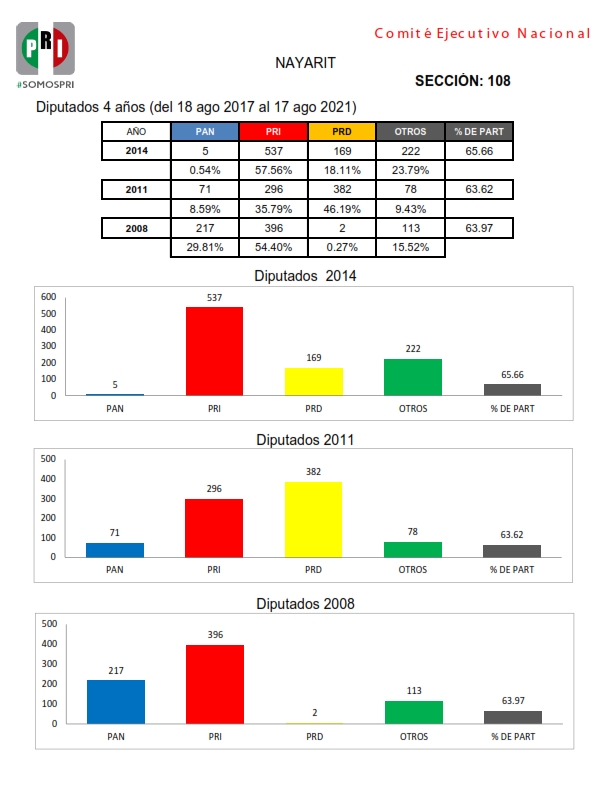 Comité Ejecutivo Nacional
PRI
#SOMOSPRI
NAYARIT
SECCIÓN: 108
Diputados 4 años (del 18 ago 2017 al 17 ago 2021)
AÑO PAN PRI PRD OTROS % DE PART
2014 5 537 169 222 65.66
0.54% 57.56% 18.11% 23.79%
2011 71 296 382 78 63.62
8.59% 35.79% 46.19% 9.43%
2008 217 396 2 113 63.97
29.81% 54.40% 0.27% 15.52%
Diputados 2014
600
500
400
300
200
100
0
5 537 169 222 65.66
PAN PRI PRD OTROS % DE PART
Diputados 2011
500
400
300
200
100
0
71 296 382 78 63.62
PAN PRI PRD OTROS % DE PART
Diputados 2008
500
400
300
200
100
0
217 396 2 113 63.97
PAN PRI PRD OTROS % DE PART